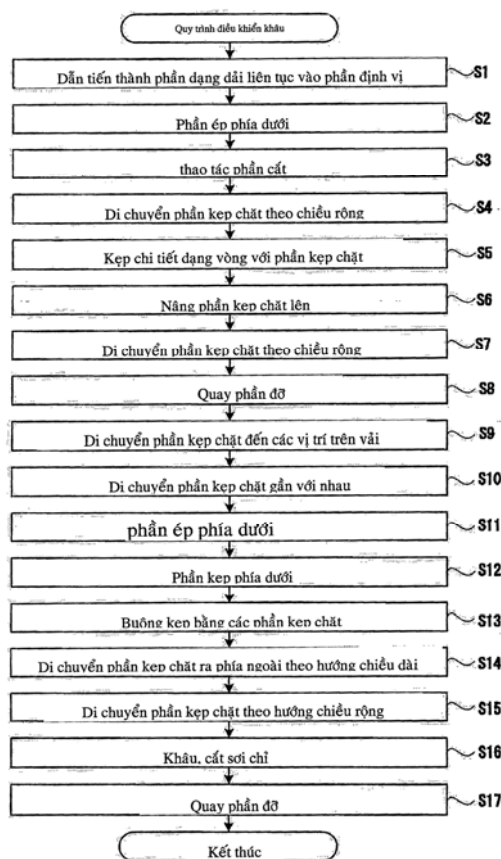 Quy trình điều khiển khâu
S1
Dẫn tiến thành phần dạng dải liên tục vào phần định vị
S2
Phần ép phía dưới
S3
thao tác phần cắt
S4
Di chuyển phần kẹp chặt theo chiều rộng
S5
Kẹp chi tiết dạng vòng với phần kẹp chặt
S6
Nâng phần kẹp chặt lên
S7
Di chuyển phần kẹp chặt theo chiều rộng
S8
Quay phần đỡ
S9
Di chuyển phần kẹp chặt đến các vị trí trên vải
S10
Di chuyển phần kẹp chặt gần với nhau
S11
phần ép phía dưới
S12
Phần kẹp phía dưới
S13
Buông kẹp bằng các phần kẹp chặt
S14
Di chuyển phần kẹp chặt ra phía ngoài theo hướng chiều dài
S15
Di chuyển phần kẹp chặt theo hướng chiều rộng
S16
Khâu, cắt sợi chỉ
S17
Quay phần đỡ
Kết thúc